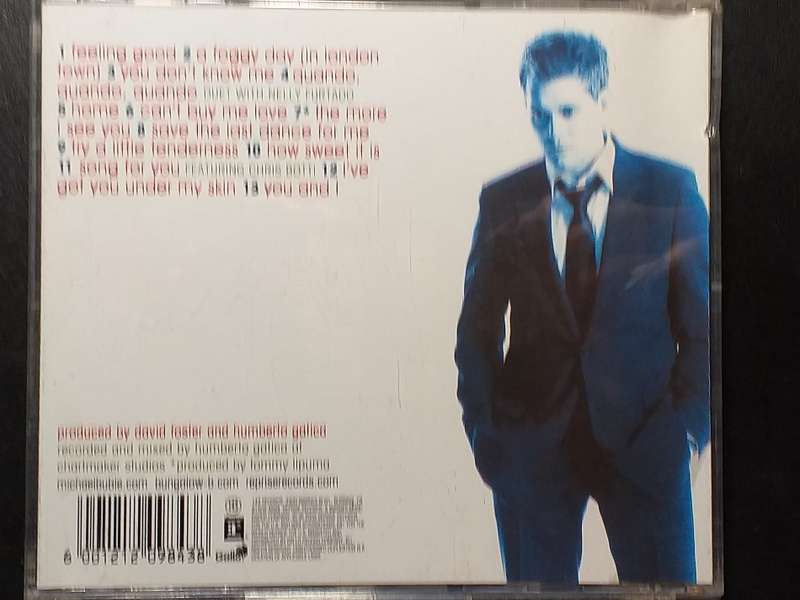 1 feeling good 2 a foggy day (in london
town) 3 you don't know me 4 quando,
quando, quando DUET WITH NELLY FURTADO
5 home 6 can't buy me love 7* the more
i see you 8 save the last dance for me
9 try a little tenderness 10 how sweet it is
11 song for you FEATURING CHRIS BOTTI 12 i've
got you under my skin 13 you and i
produced by david foster and humberto gatica
recorded and mixed by humberto gatica at
chartmaker studios *produced by tommy lipuma
michaelbuble.com bungalow-b.com repriserecords.com
6 001212 098438
Gallo